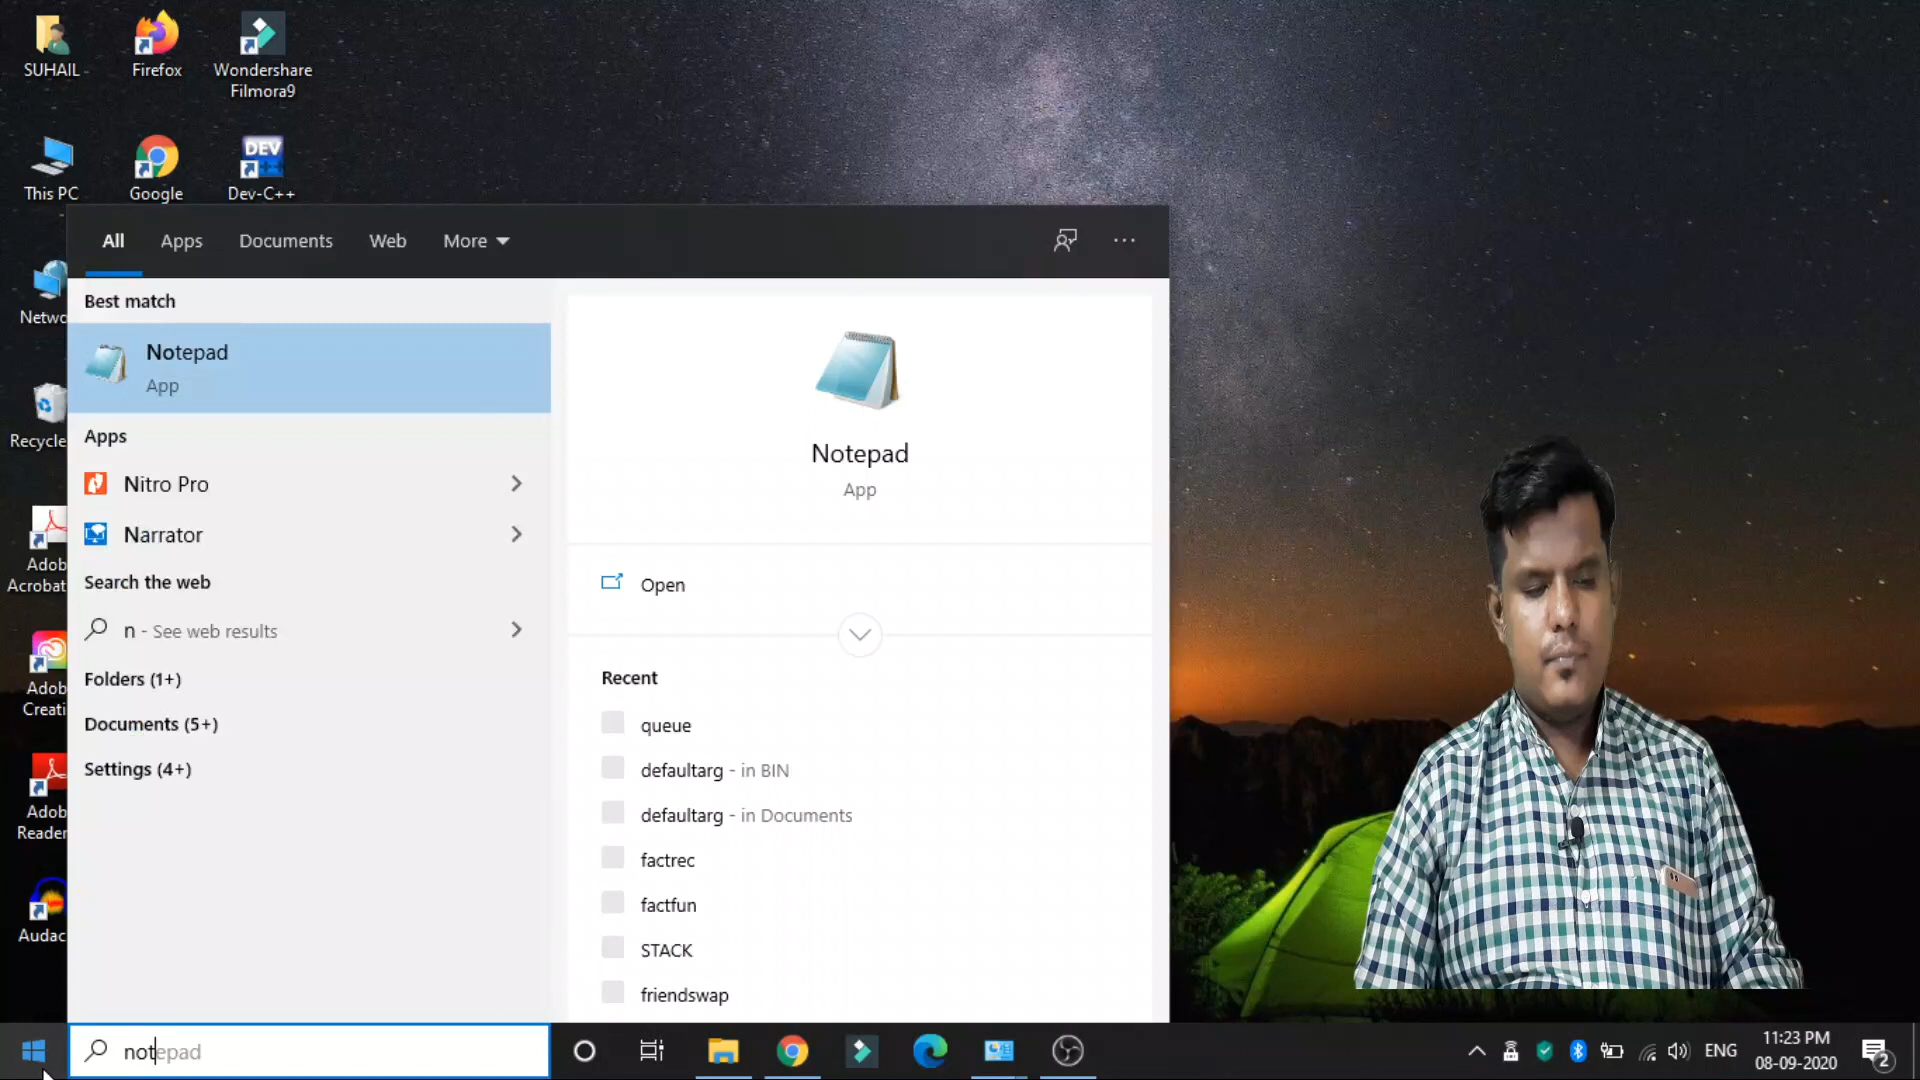 SUHAIL
Firefox
Wondershare
Filmora9
This PC
Google
DEV
Dev-C++
Netwo
Recycle
Adob
Acrobat
Adob
Creati
Adob
Reader
Audac
All
Apps
Documents
Web
More
Best match
Notepad
App
Apps
Nitro Pro
Narrator
Search the web
n - See web results
Folders (1+)
Documents (5+)
Settings (4+)
Notepad
App
Open
Recent
queue
defaultarg - in BIN
defaultarg - in Documents
factrec
factfun
STACK
friendswap
notepad
ENG
11:23 PM
08-09-2020
2